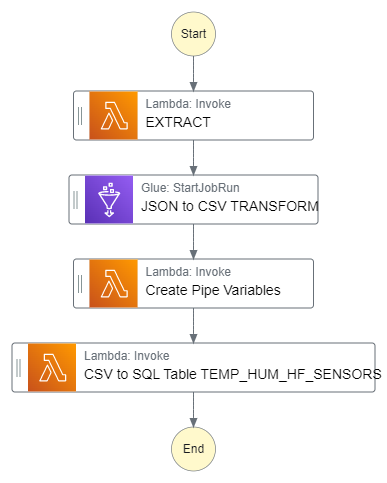 Start
Lambda: Invoke
EXTRACT
Glue: StartJobRun
JSON to CSV TRANSFORM
Lambda: Invoke
Create Pipe Variables
Lambda: Invoke
CSV to SQL Table TEMP_HUM_HF_SENSORS
End